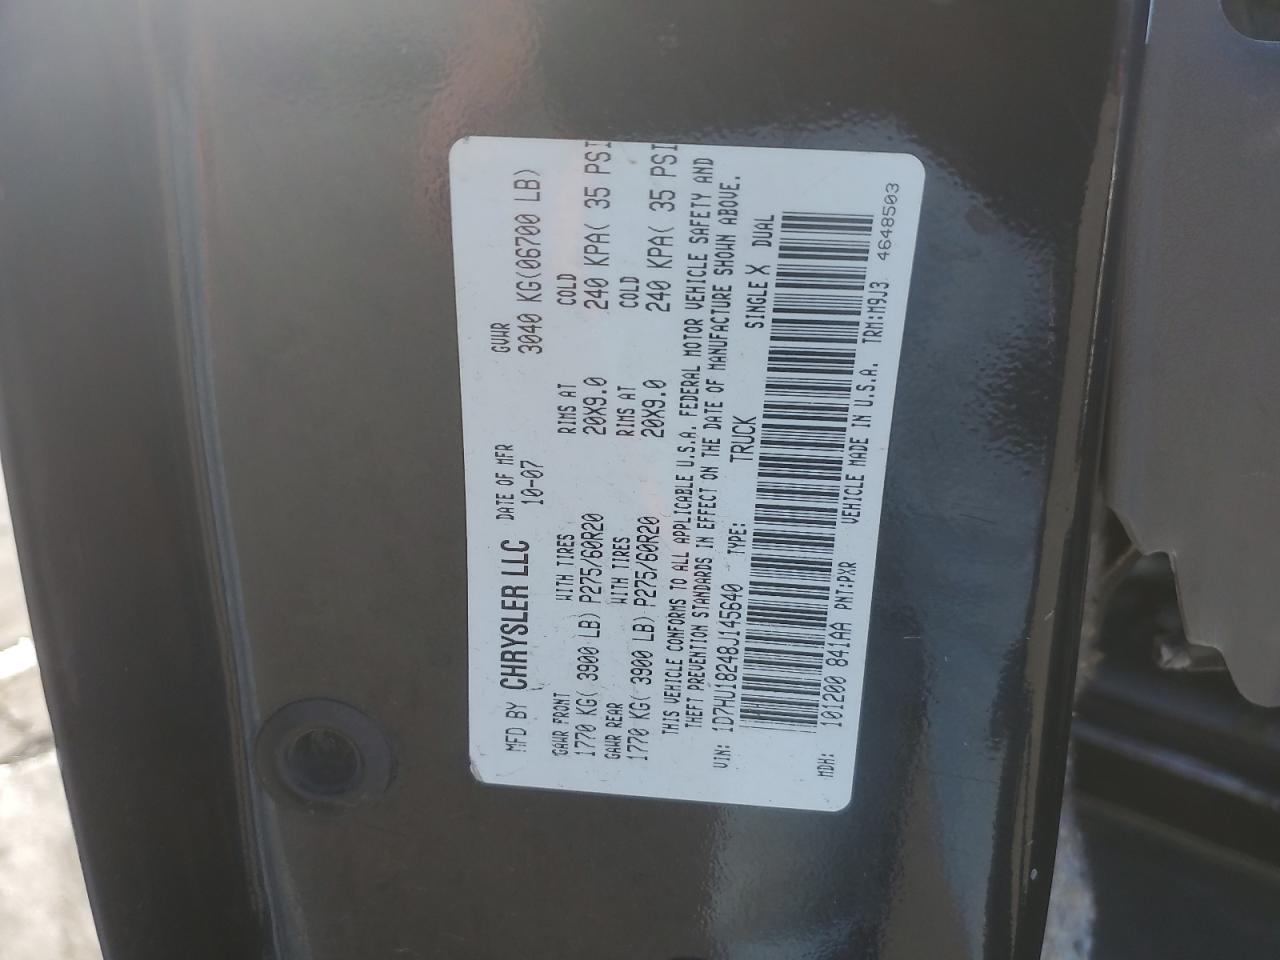 MFD BY CHRYSLER LLC DATE OF MFR GVWR
10-07 3040 KG(06700 LB)
GAWR FRONT WITH TIRES RIMS AT COLD
1770 KG( 3900 LB) P275/60R20 20X9.0 240 KPA( 35 PSI
GAWR REAR WITH TIRES RIMS AT COLD
1770 KG( 3900 LB) P275/60R20 20X9.0 240 KPA( 35 PSI
THIS VEHICLE CONFORMS TO ALL APPLICABLE U.S.A. FEDERAL MOTOR VEHICLE SAFETY AND
THEFT PREVENTION STANDARDS IN EFFECT ON THE DATE OF MANUFACTURE SHOWN ABOVE.
VIN: 1D7HU18248J145640 TYPE: TRUCK SINGLE X DUAL
MDH: 101200 841AA PNT:PXR VEHICLE MADE IN U.S.A. TRM:M9J3 4648503